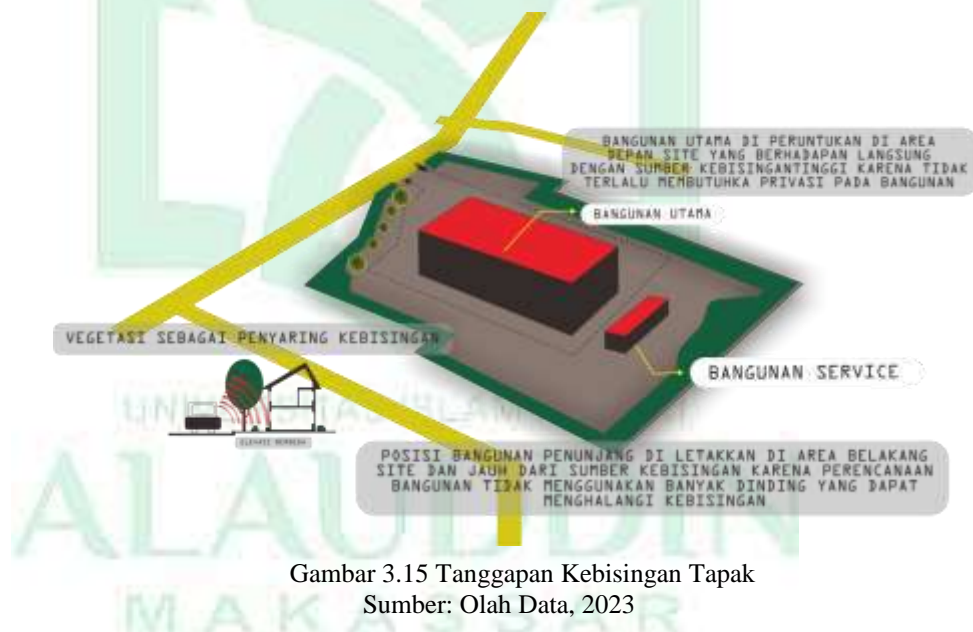 BANGUNAN UTAMA DI PERUNTUKAN DI AREA
DEPAN SITE YANG BERHADAPAN LANGSUNG
DENGAN SUMBER KEBISINGANTINGGI KARENA TIDAK
TERLALU MEMBUTUHKA PRIVASI PADA BANGUNAN
BANGUNAN UTAMA
VEGETASI SEBAGAI PENYARING KEBISINGAN
BANGUNAN SERVICE
POSISI BANGUNAN PENUNJANG DI LETAKKAN DI AREA BELAKANG
SITE DAN JAUH DARI SUMBER KEBISINGAN KARENA PERENCANAAN
BANGUNAN TIDAK MENGGUNAKAN BANYAK DINDING YANG DAPAT
MENGHALANGI KEBISINGAN
ALAUDDIN
MAKASSAR
Gambar 3.15 Tanggapan Kebisingan Tapak
Sumber: Olah Data, 2023